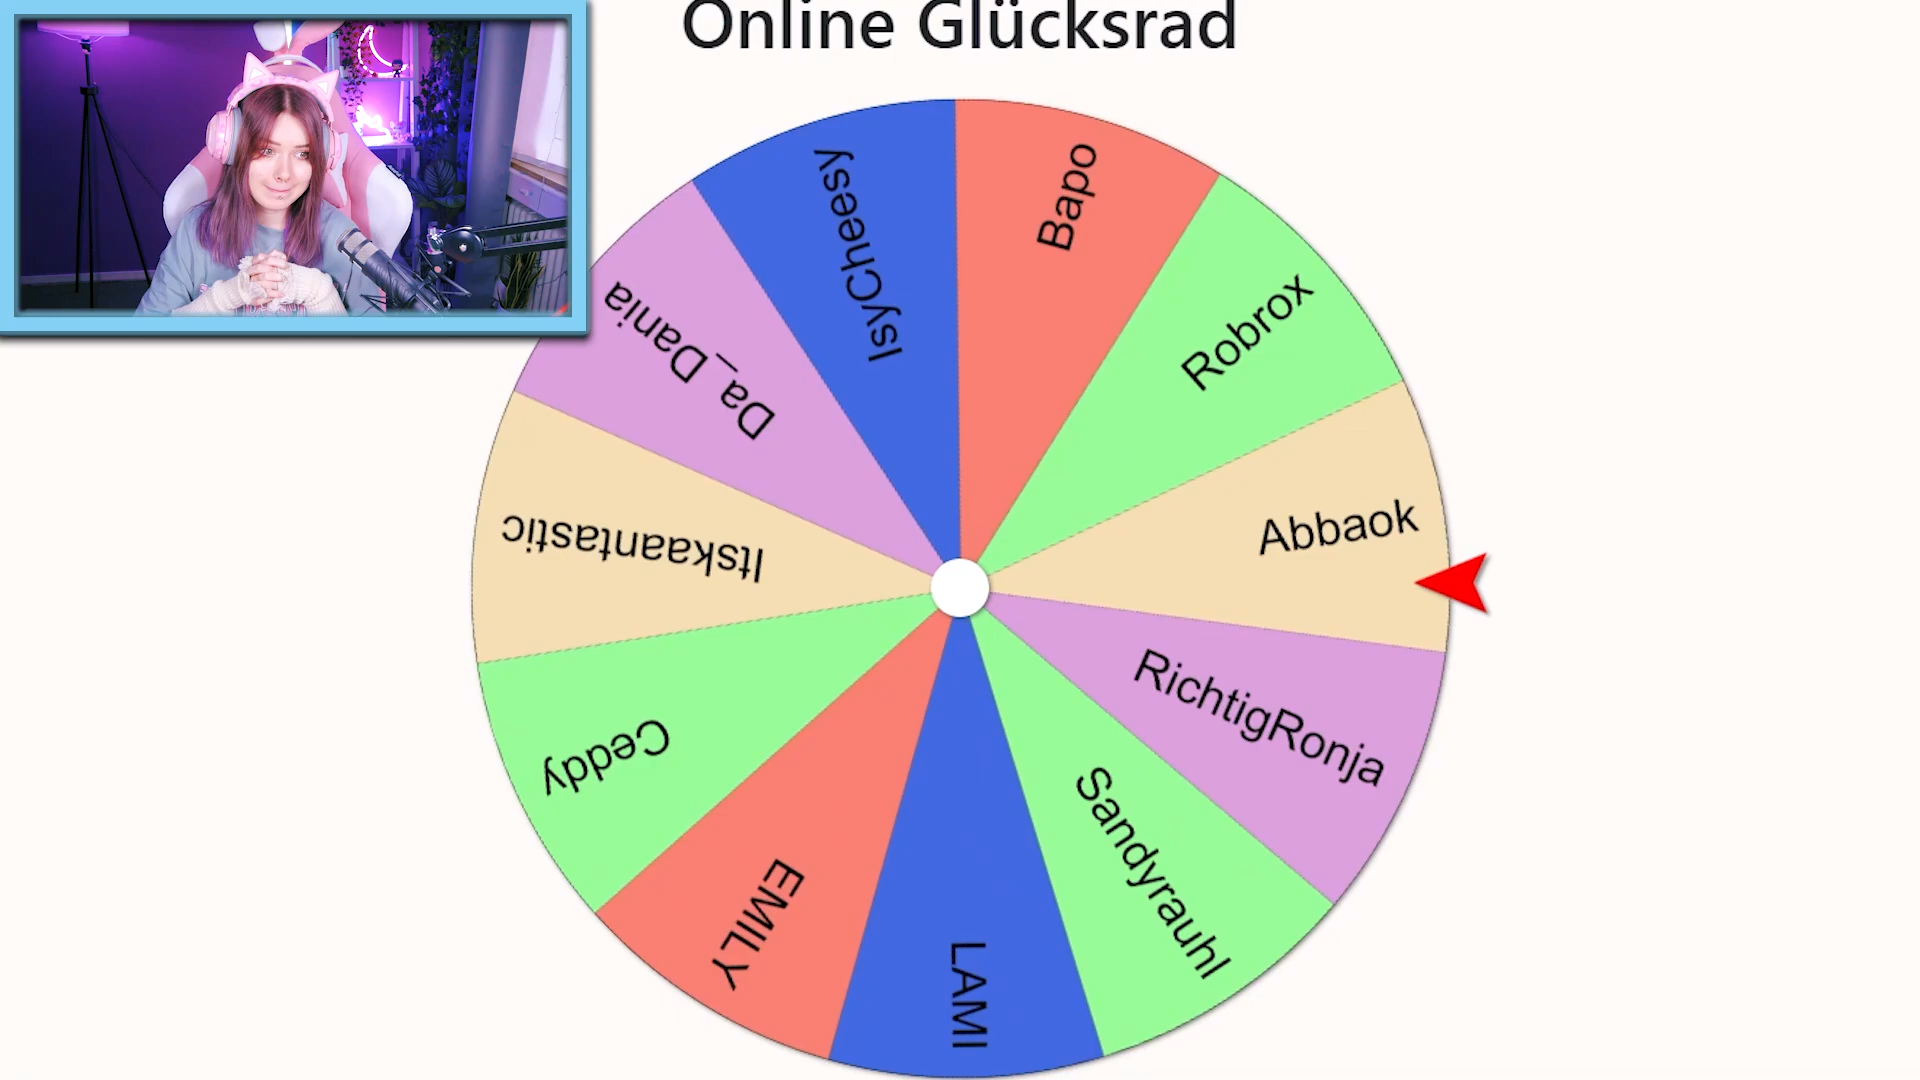 Online Glücksrad
Bapo
Robrox
Abbaok
RichtigRonja
Sandyrauhl
LAMI
EMILY
Ceddy
Itskaantastic
Da_Dania
IsyCheesy